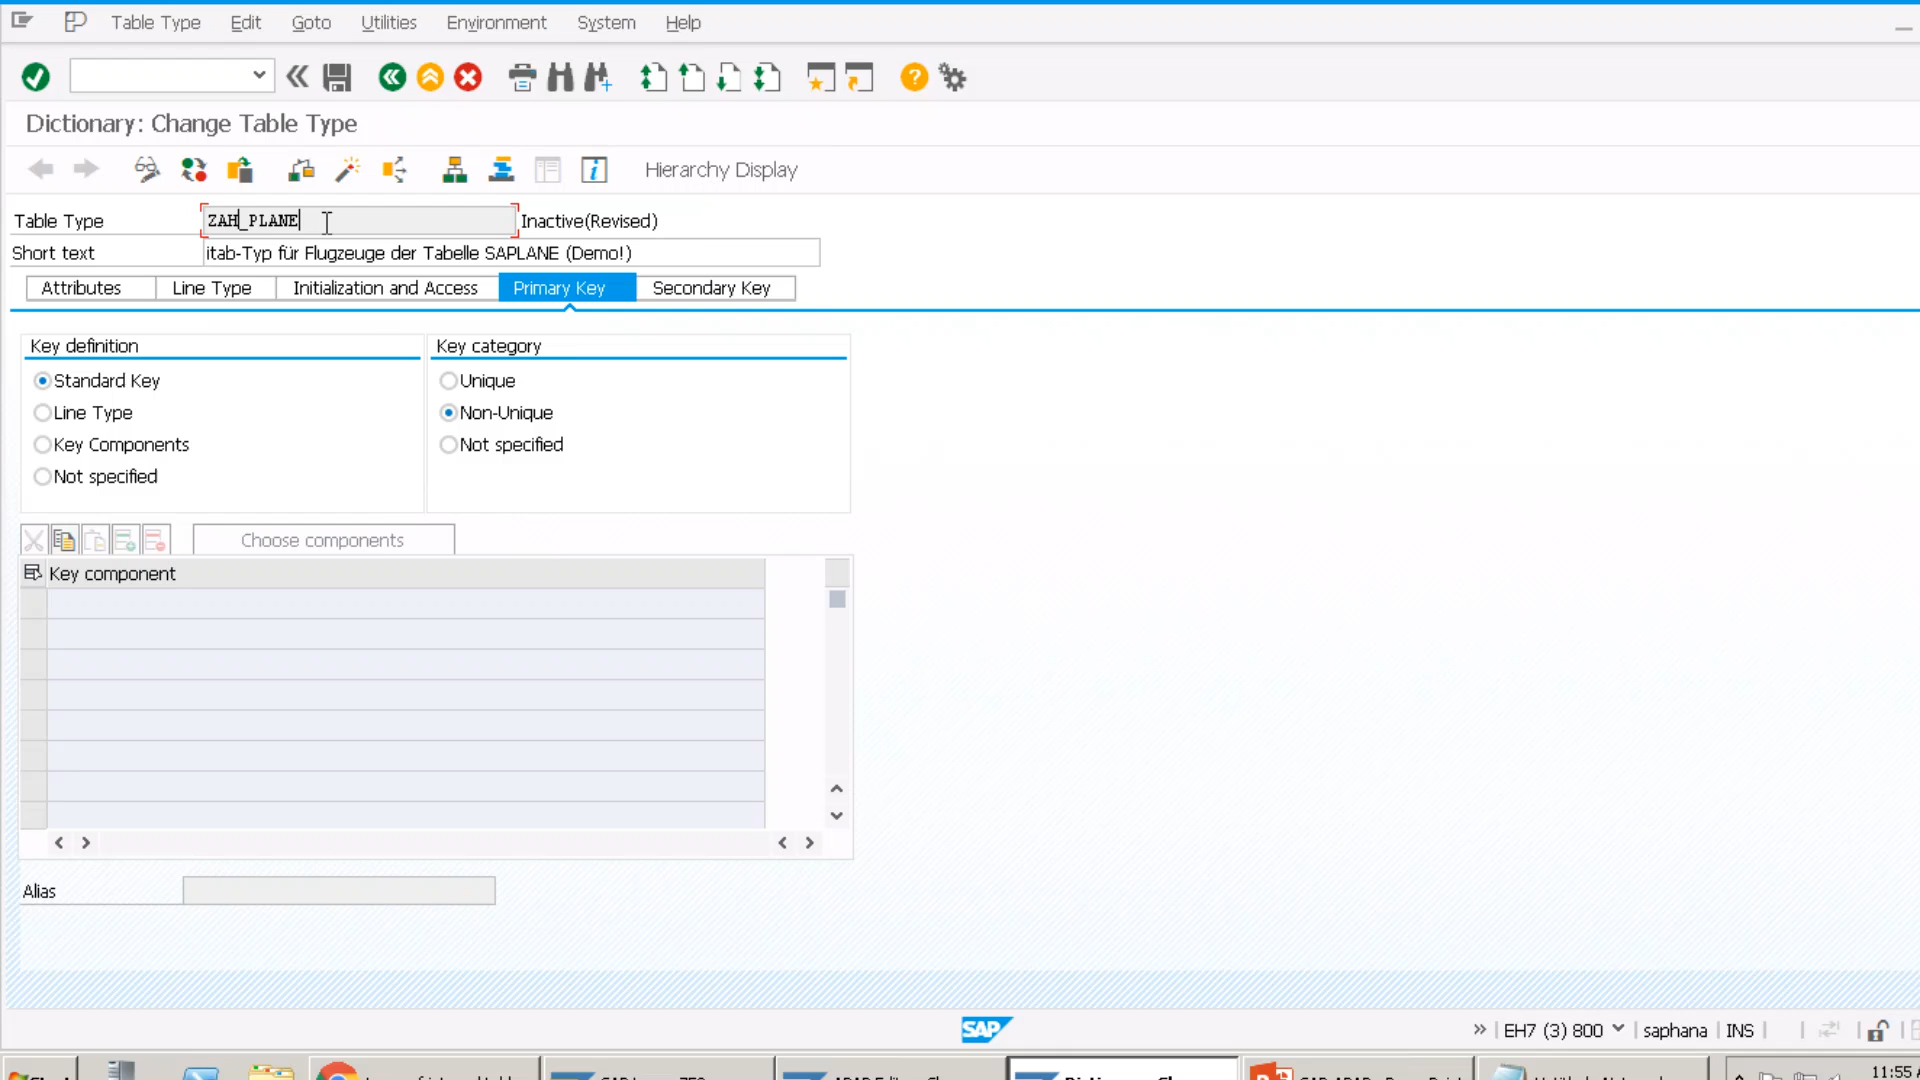 Table Type Edit Goto Utilities Environment System Help
Dictionary: Change Table Type
Hierarchy Display
Table Type ZAH_PLANE Inactive(Revised)
Short text itab-Typ für Flugzeuge der Tabelle SAPLANE (Demo!)
Attributes Line Type Initialization and Access Primary Key Secondary Key
Key definition Key category
Standard Key Unique
Line Type Non-Unique
Key Components Not specified
Not specified
Choose components
Key component
Alias
SAP EH7 (3) 800 saphana INS
11:55